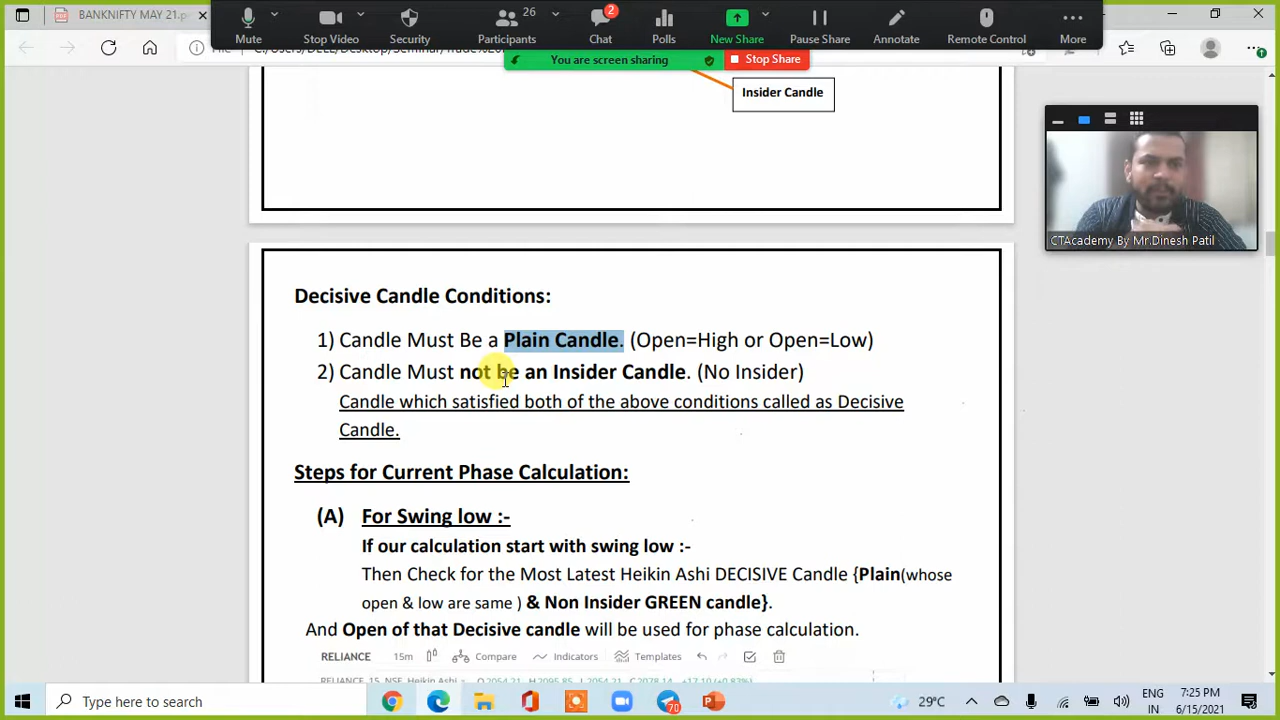 BANKNIFTY MAY 21.p
26
2
Mute
Stop Video
Security
Participants
Chat
Polls
New Share
Pause Share
Annotate
Remote Control
More
You are screen sharing
Stop Share
Insider Candle
CTAcademy By Mr.Dinesh Patil
Decisive Candle Conditions:
1) Candle Must Be a Plain Candle. (Open=High or Open=Low)
2) Candle Must not be an Insider Candle. (No Insider)
Candle which satisfied both of the above conditions called as Decisive
Candle.
Steps for Current Phase Calculation:
(A) For Swing low :-
If our calculation start with swing low :-
Then Check for the Most Latest Heikin Ashi DECISIVE Candle {Plain(whose
open & low are same ) & Non Insider GREEN candle}.
And Open of that Decisive candle will be used for phase calculation.
RELIANCE 15m Compare Indicators Templates
Type here to search
70
29°C
ENG
IN
7:25 PM
6/15/2021